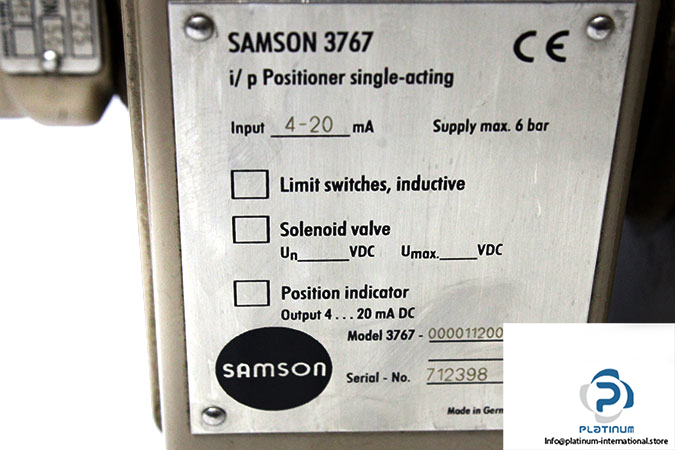 SAMSON 3767
CE
i/ p Positioner single-acting
Input 4-20 mA Supply max. 6 bar
Limit switches, inductive
Solenoid valve
Un VDC Umax. VDC
Position indicator
Output 4 . . . 20 mA DC
Model 3767 - 000011200
SAMSON
Serial - No. 712398
Made in Germ
PLATINUM
Info@platinum-international.store